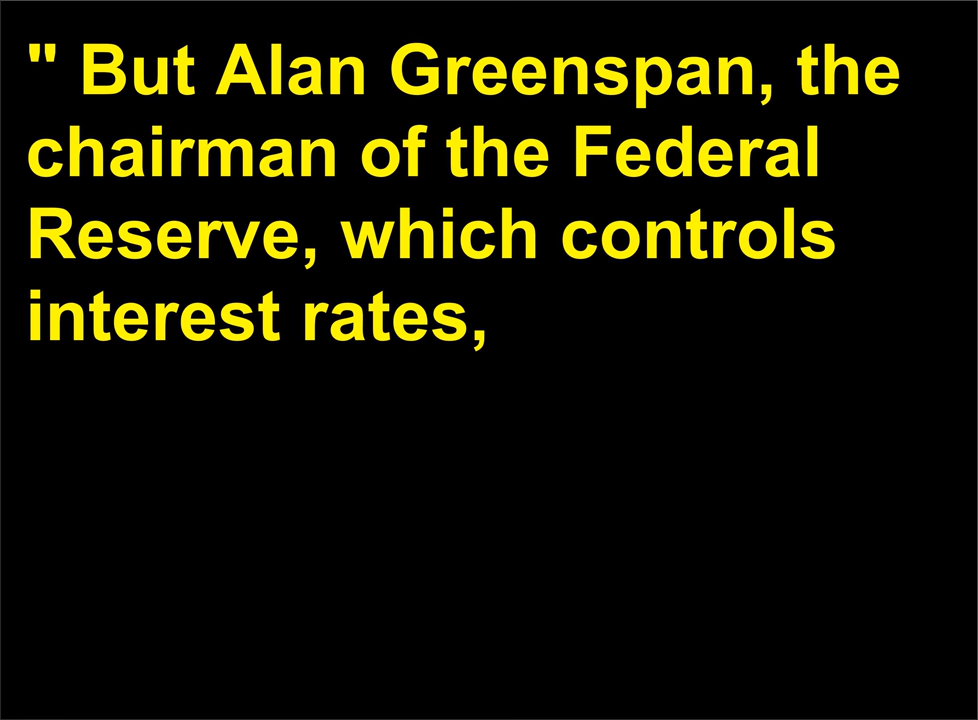 " But Alan Greenspan, the
chairman of the Federal
Reserve, which controls
interest rates,